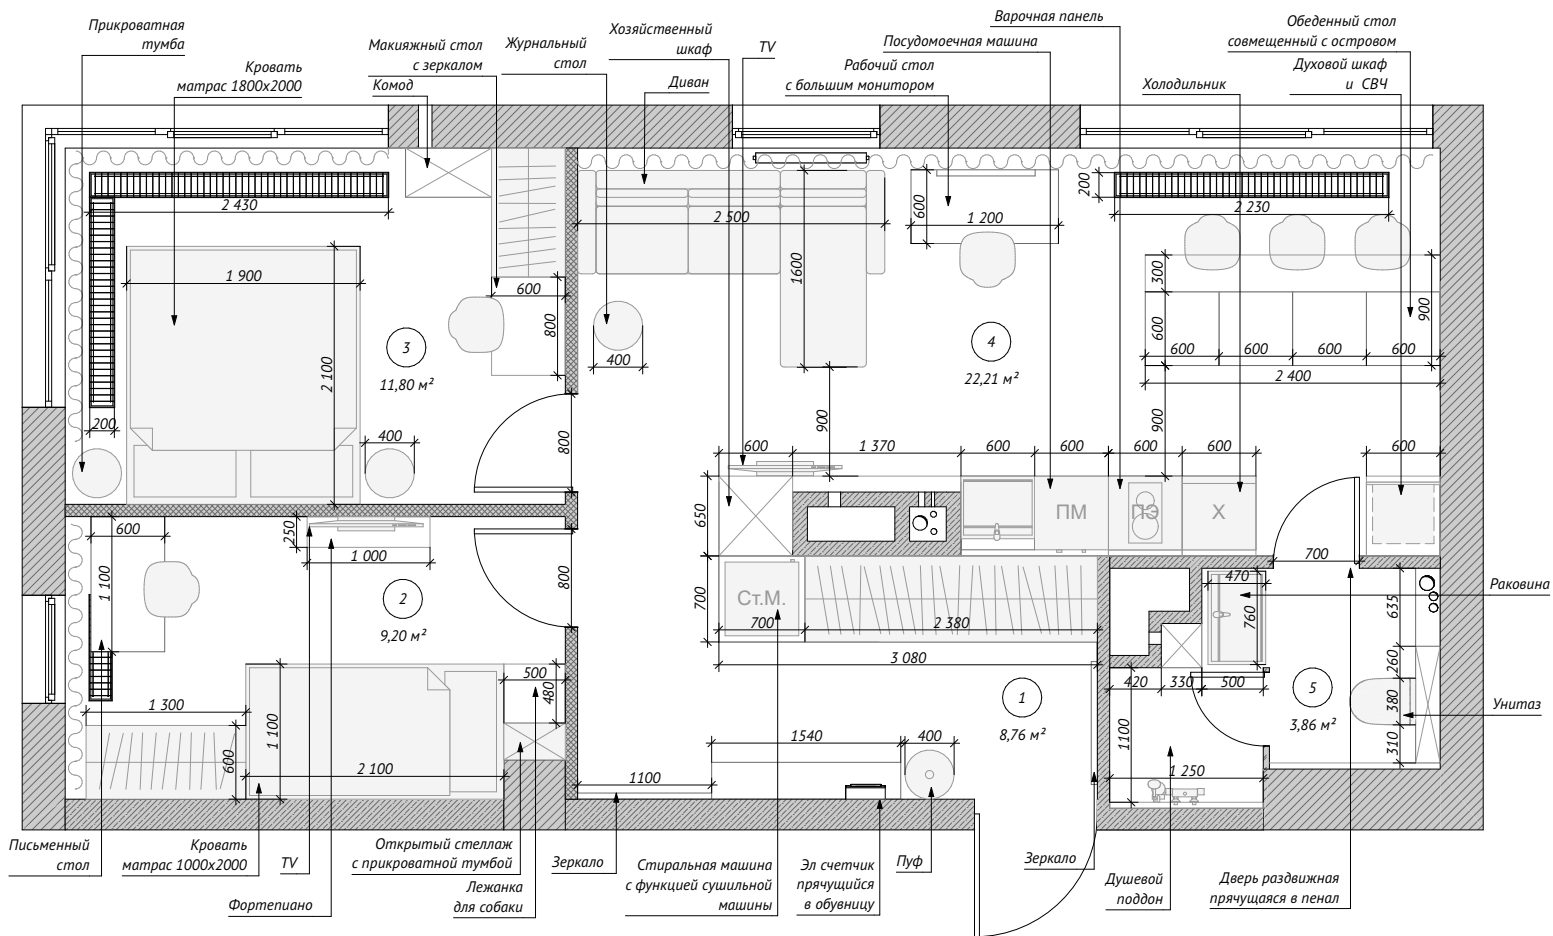 Прикроватная
тумба
Кровать
матрас 1800x2000
Макияжный стол
с зеркалом
Комод
Журнальный
стол
Хозяйственный
шкаф
Диван
TV
Посудомоечная машина
Рабочий стол
с большим монитором
Варочная панель
Холодильник
Обеденный стол
совмещенный с островом
Духовой шкаф
и СВЧ
2 430
1 900
2 100
200
400
600
800
3
11,80 м²
800
2 500
1600
400
900
600
1 200
4
22,21 м²
200
2 230
300
600
900
600
600
600
600
2 400
900
600
1 370
600
600
600
600
600
650
ПМ
ПЭ
Х
700
600
1 100
250
1 000
2
9,20 м²
800
1 300
600
1 100
2 100
500
480
700
Ст.М.
700
2 380
3 080
1
8,76 м²
1100
1540
400
470
760
635
260
380
310
420
330
500
1100
1 250
5
3,86 м²
Раковина
Унитаз
Письменный
стол
Кровать
матрас 1000x2000
TV
Фортепиано
Открытый стеллаж
с прикроватной тумбой
Лежанка
для собаки
Зеркало
Стиральная машина
с функцией сушильной
машины
Эл счетчик
прячущийся
в обувницу
Пуф
Зеркало
Душевой
поддон
Дверь раздвижная
прячущаяся в пенал